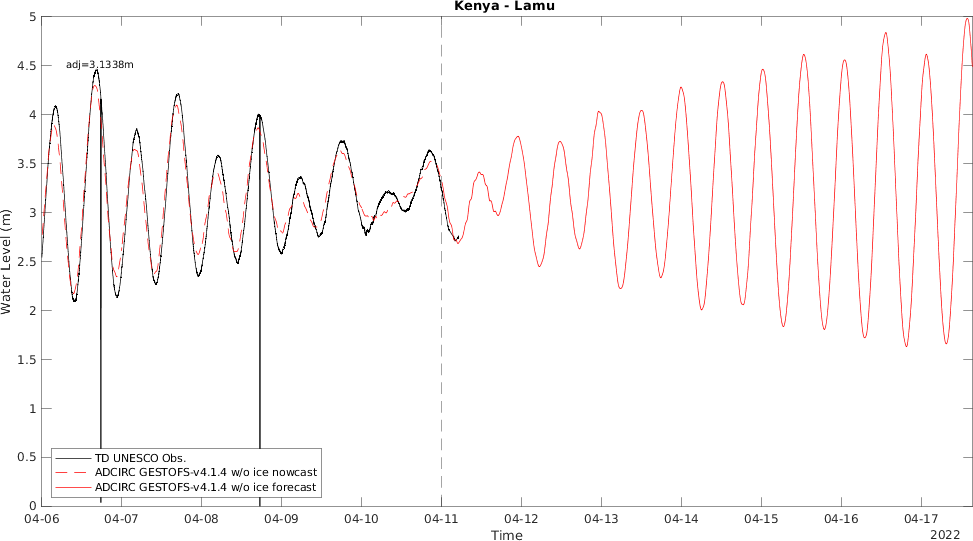 Kenya - Lamu
5
adj=3.1338m
4.5
4
3.5
3
2.5
2
1.5
1
0.5
0
Water Level (m)
TD UNESCO Obs.
ADCIRC GESTOFS-v4.1.4 w/o ice nowcast
ADCIRC GESTOFS-v4.1.4 w/o ice forecast
04-06 04-07 04-08 04-09 04-10 04-11 04-12 04-13 04-14 04-15 04-16 04-17
Time
2022